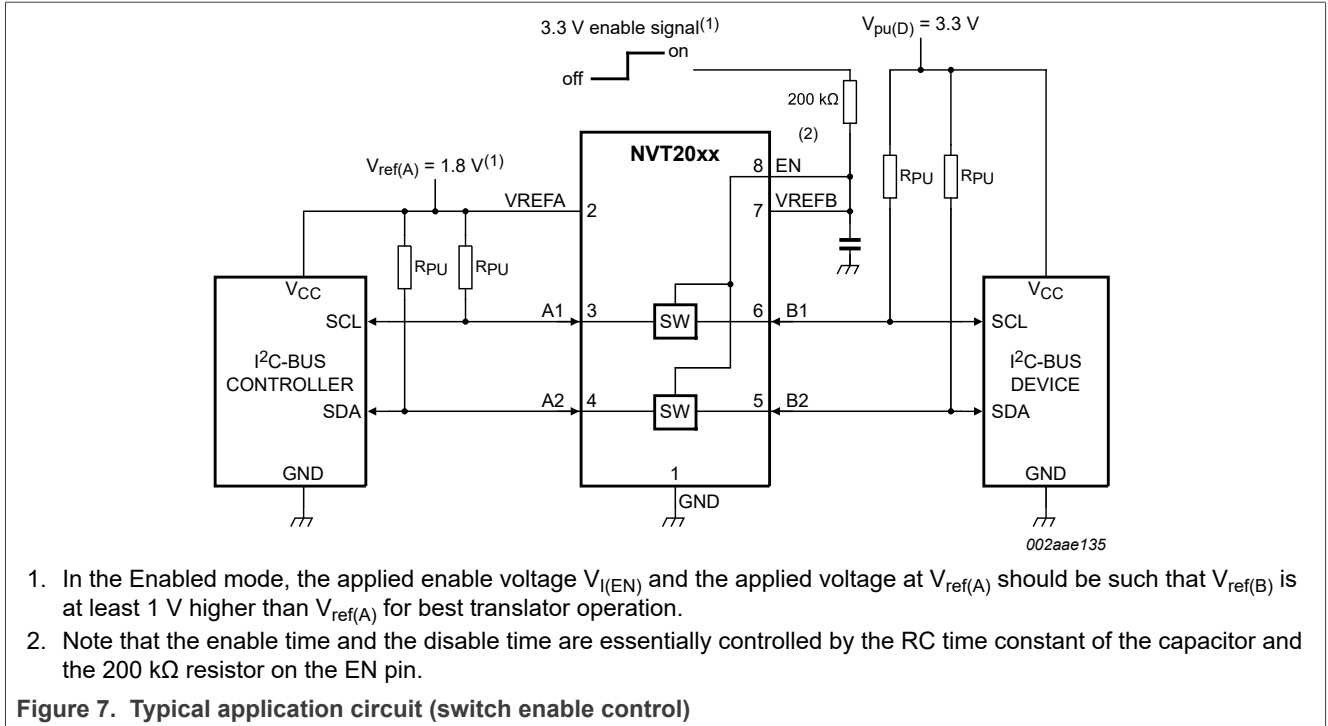 3.3 V enable signal(1)
on
off
Vpu(D) = 3.3 V
200 kΩ
(2)
NVT20xx
Vref(A) = 1.8 V(1)
8 EN
RPU RPU
VREFA 2
7 VREFB
RPU RPU
VCC
VCC
SCL A1 3 SW 6 B1 SCL
I2C-BUS
CONTROLLER
I2C-BUS
DEVICE
SDA A2 4 SW 5 B2 SDA
GND 1 GND
GND
002aae135
1. In the Enabled mode, the applied enable voltage VI(EN) and the applied voltage at Vref(A) should be such that Vref(B) is
at least 1 V higher than Vref(A) for best translator operation.
2. Note that the enable time and the disable time are essentially controlled by the RC time constant of the capacitor and
the 200 kΩ resistor on the EN pin.
Figure 7. Typical application circuit (switch enable control)